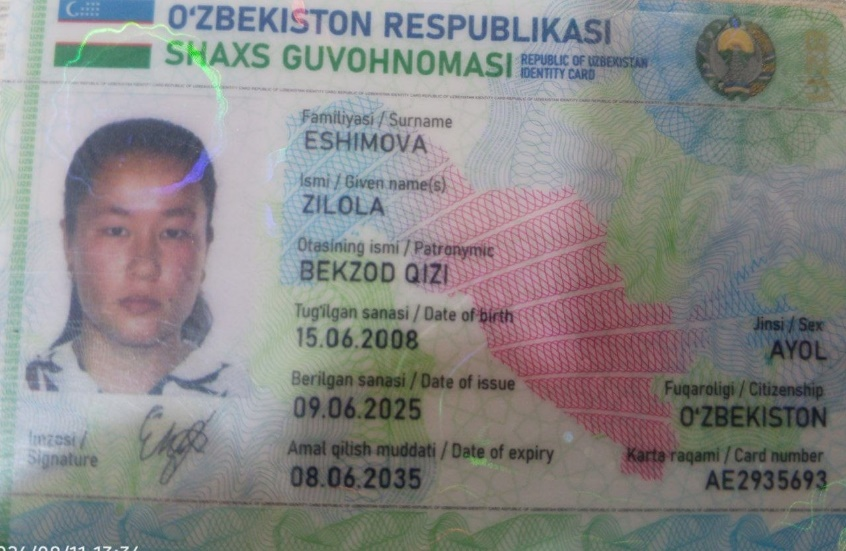 O‘ZBEKISTON RESPUBLIKASI
SHAXS GUVOHNOMASI
REPUBLIC OF UZBEKISTAN
IDENTITY CARD
Familiyasi / Surname
ESHIMOVA
Ismi / Given name(s)
ZILOLA
Otasining ismi / Patronymic
BEKZOD QIZI
Tug‘ilgan sanasi / Date of birth
15.06.2008
Jinsi / Sex
AYOL
Berilgan sanasi / Date of issue
09.06.2025
Fuqaroligi / Citizenship
O‘ZBEKISTON
Amal qilish muddati / Date of expiry
08.06.2035
Karta raqami / Card number
AE2935693
Imzosi /
Signature